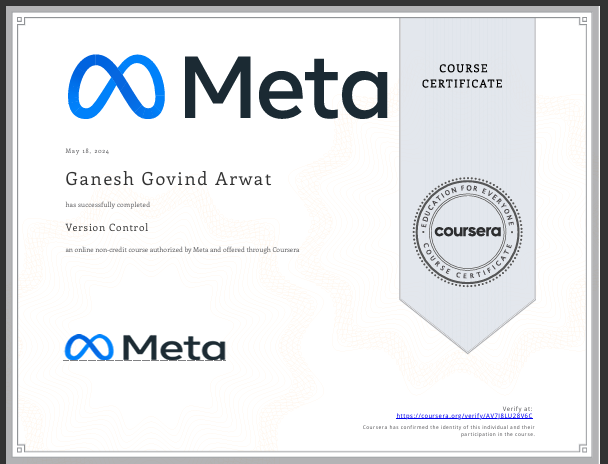 Meta
COURSE
CERTIFICATE
May 18, 2024
Ganesh Govind Arwat
has successfully completed
Version Control
an online non-credit course authorized by Meta and offered through Coursera
EDUCATION FOR EVERYONE
coursera
COURSE CERTIFICATE
Meta
Verify at:
https://coursera.org/verify/AV7J8LU28V6C
Coursera has confirmed the identity of this individual and their
participation in the course.